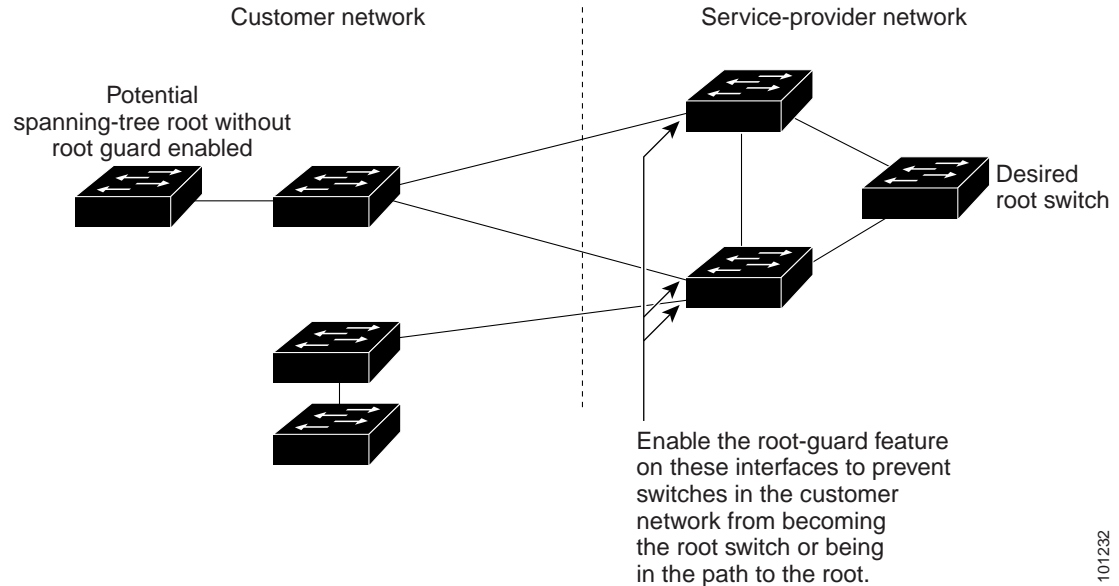 Customer network
Service-provider network
Potential
spanning-tree root without
root guard enabled
Desired
root switch
Enable the root-guard feature
on these interfaces to prevent
switches in the customer
network from becoming
the root switch or being
in the path to the root.
101232